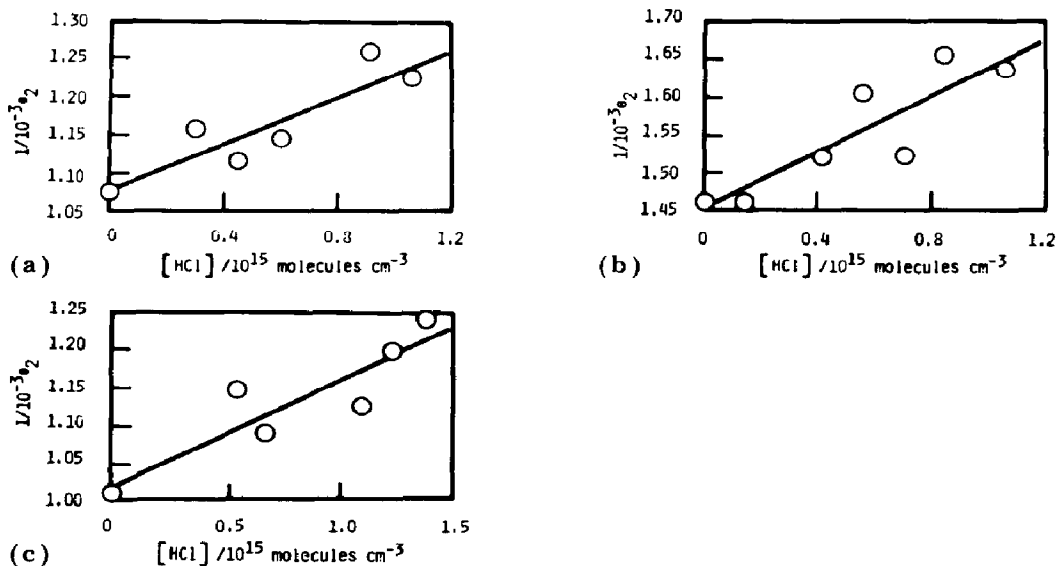 1.30
1.25
1.20
1.15
1.10
1.05
1/10⁻³θ₂
0 0.4 0.8 1.2
(a) [HCl]/10¹⁵ molecules cm⁻³
1.70
1.65
1.60
1.55
1.50
1.45
1/10⁻³θ₂
0 0.4 0.8 1.2
(b) [HCl]/10¹⁵ molecules cm⁻³
1.25
1.20
1.15
1.10
1.05
1.00
1/10⁻³θ₂
0 0.5 1.0 1.5
(c) [HCl]/10¹⁵ molecules cm⁻³